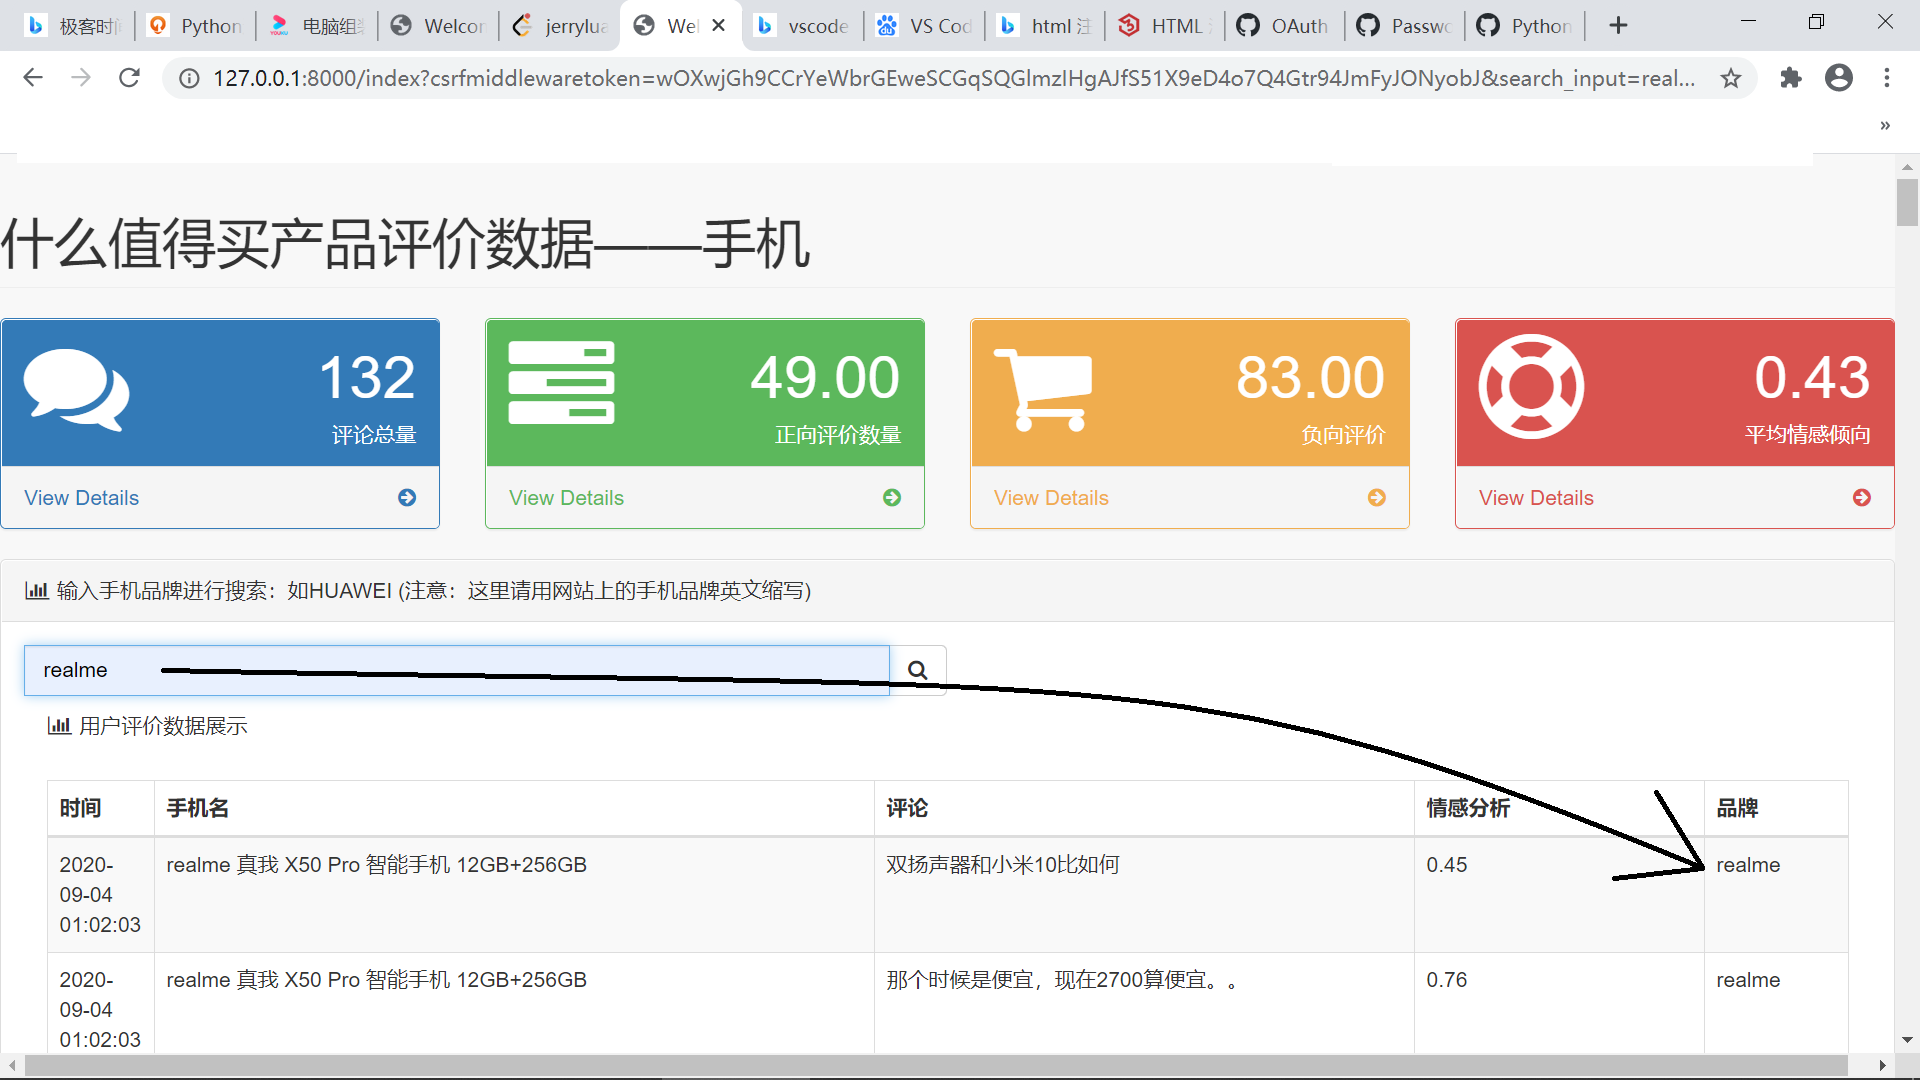 极客时间
Python
电脑组装
Welcom
jerrylua
Wel
vscode
VS Cod
html 注
HTML
OAuth
Passwo
Python
127.0.0.1:8000/index?csrfmiddlewaretoken=wOXwjGh9CCrYeWbrGEweSCGqSQGlmzIHgAJfS51X9eD4o7Q4Gtr94JmFyJONyobJ&search_input=real...
»
什么值得买产品评价数据——手机
132
评论总量
View Details
49.00
正向评价数量
View Details
83.00
负向评价
View Details
0.43
平均情感倾向
View Details
输入手机品牌进行搜索：如HUAWEI (注意：这里请用网站上的手机品牌英文缩写)
realme
用户评价数据展示
时间 手机名 评论 情感分析 品牌
2020-09-04 01:02:03 realme 真我 X50 Pro 智能手机 12GB+256GB 双扬声器和小米10比如何 0.45 realme
2020-09-04 01:02:03 realme 真我 X50 Pro 智能手机 12GB+256GB 那个时候是便宜，现在2700算便宜。。 0.76 realme